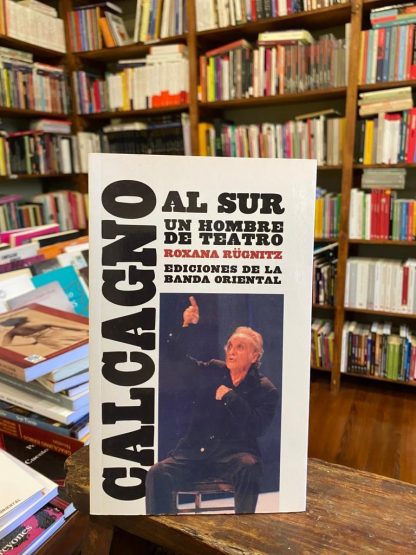 CALCAGNO
AL SUR
UN HOMBRE
DE TEATRO
ROXANA RÜGNITZ
EDICIONES DE LA
BANDA ORIENTAL